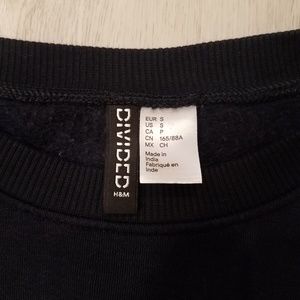 DIVIDED
H&M
EUR S
US S
CA P
CN 165/88A
MX CH
Made in
India
Fabriqué en
Inde